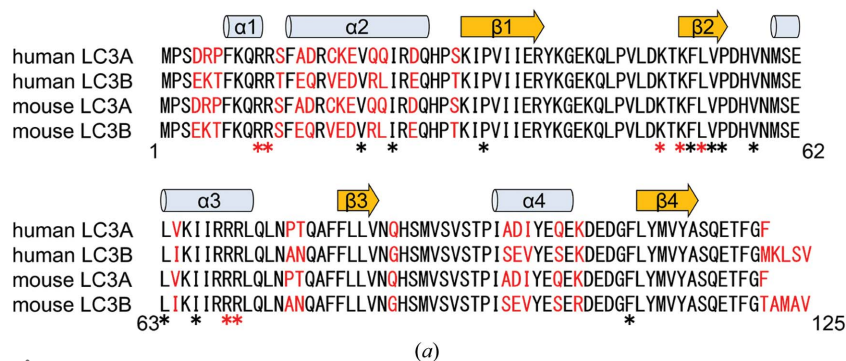 α1 α2 β1 β2
human LC3A MPSDRPFKQRRSFADRCKEVQQIRDQHPSKIPVIIERYKGEKQLPVLDKTKFLVPDHVNMSE
human LC3B MPSEKTFKQRRTFEQRVEDVRLIREQHPTKIPVIIERYKGEKQLPVLDKTKFLVPDHVNMSE
mouse LC3A MPSDRPFKQRRSFADRCKEVQQIRDQHPSKIPVIIERYKGEKQLPVLDKTKFLVPDHVNMSE
mouse LC3B MPSEKTFKQRRSFEQRVEDVRLIREQHPTKIPVIIERYKGEKQLPVLDKTKFLVPDHVNMSE
1 ** * * * * ****** * 62
α3 β3 α4 β4
human LC3A LVKIIRRRLQLNPTQAFFLLVNQHSMVSVSTPIADIYEQEKDEDGFLYMVYASQETFGF
human LC3B LIKIIRRRLQLNANQAFFLLVNGHSMVSVSTPISEVYESEKDEDGFLYMVYASQETFGMKLSV
mouse LC3A LVKIIRRRLQLNPTQAFFLLVNQHSMVSVSTPIADIYEQEKDEDGFLYMVYASQETFGF
mouse LC3B LIKIIRRRLQLNANQAFFLLVNGHSMVSVSTPISEVYESERDEDGFLYMVYASQETFGTAMAV
63 * * ** * 125
(a)